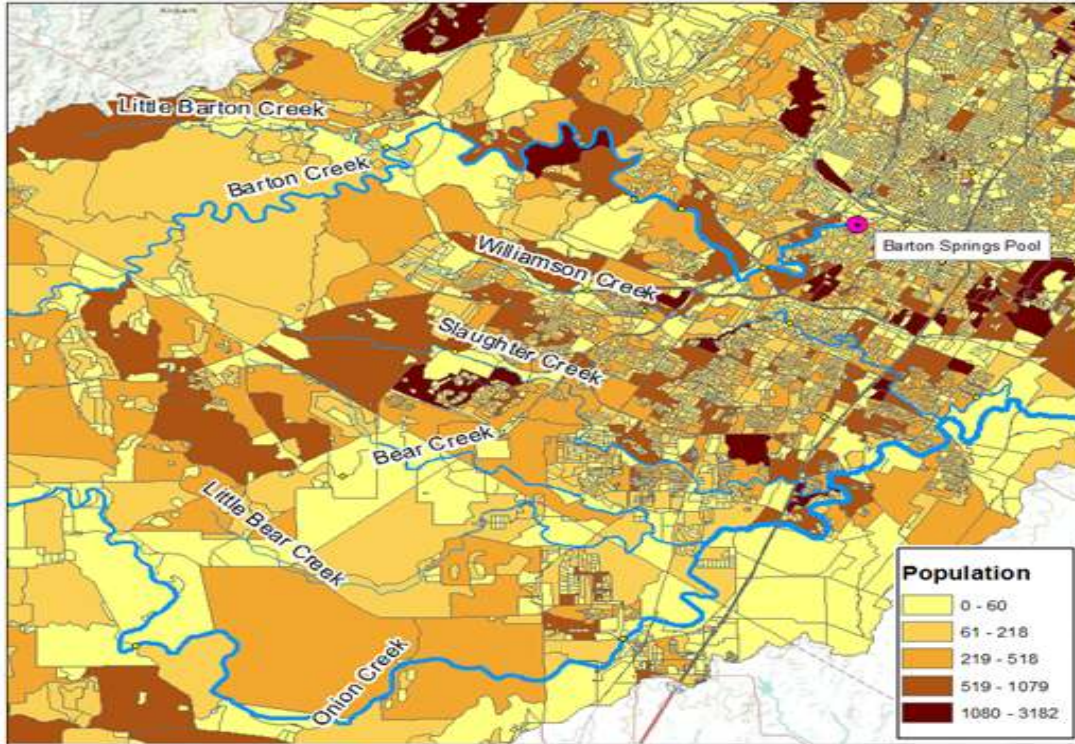 Little Barton Creek
Barton Creek
Williamson Creek
Barton Springs Pool
Slaughter Creek
Bear Creek
Little Bear Creek
Onion Creek
Population
0 - 60
61 - 218
219 - 518
519 - 1079
1080 - 3182